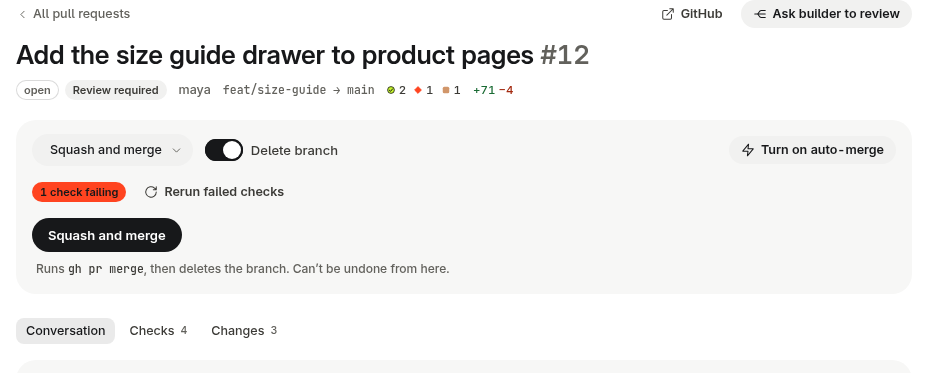 All pull requests
GitHub
Ask builder to review
Add the size guide drawer to product pages #12
open
Review required
maya
feat/size-guide → main
2
1
1
+71 −4
Squash and merge
Delete branch
Turn on auto-merge
1 check failing
Rerun failed checks
Squash and merge
Runs gh pr merge, then deletes the branch. Can’t be undone from here.
Conversation
Checks 4
Changes 3